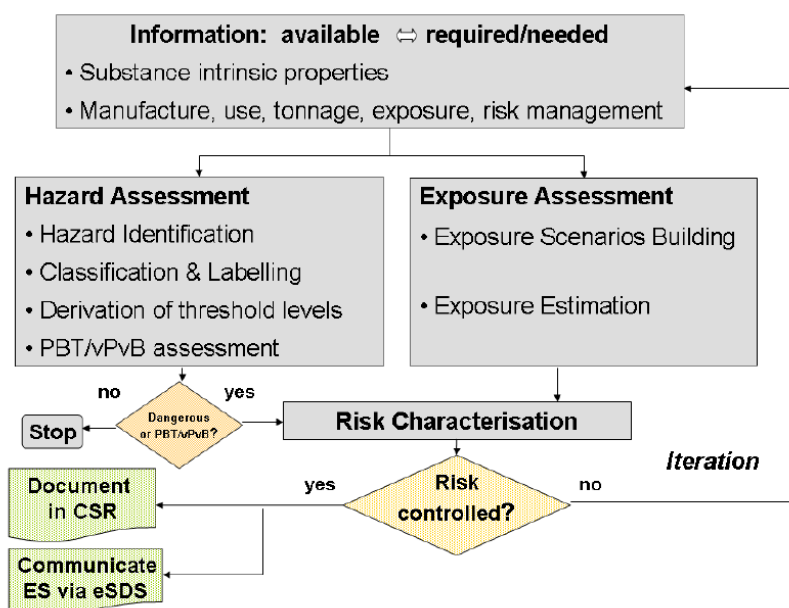 Information: available ⇔ required/needed
• Substance intrinsic properties
• Manufacture, use, tonnage, exposure, risk management
Hazard Assessment
• Hazard Identification
• Classification & Labelling
• Derivation of threshold levels
• PBT/vPvB assessment
Exposure Assessment
• Exposure Scenarios Building
• Exposure Estimation
no
yes
Dangerous
or PBT/vPvB?
Stop
Risk Characterisation
Iteration
yes
Risk
controlled?
no
Document
in CSR
Communicate
ES via eSDS